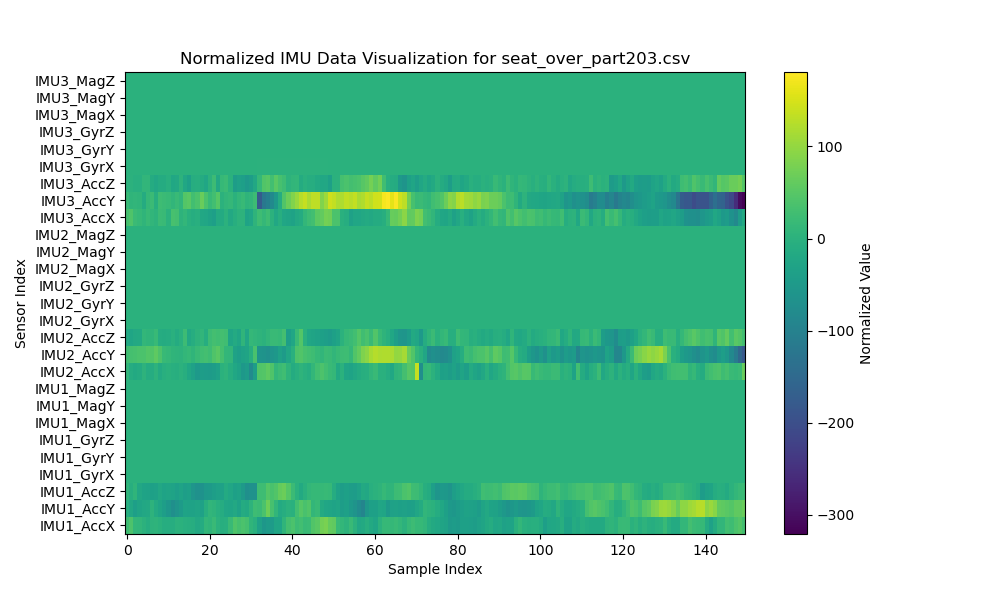 Normalized IMU Data Visualization for seat_over_part203.csv
IMU3_MagZ
IMU3_MagY
IMU3_MagX
IMU3_GyrZ
IMU3_GyrY
IMU3_GyrX
IMU3_AccZ
IMU3_AccY
IMU3_AccX
IMU2_MagZ
IMU2_MagY
IMU2_MagX
IMU2_GyrZ
IMU2_GyrY
IMU2_GyrX
IMU2_AccZ
IMU2_AccY
IMU2_AccX
IMU1_MagZ
IMU1_MagY
IMU1_MagX
IMU1_GyrZ
IMU1_GyrY
IMU1_GyrX
IMU1_AccZ
IMU1_AccY
IMU1_AccX
Sensor Index
0 20 40 60 80 100 120 140
Sample Index
100
0
−100
−200
−300
Normalized Value